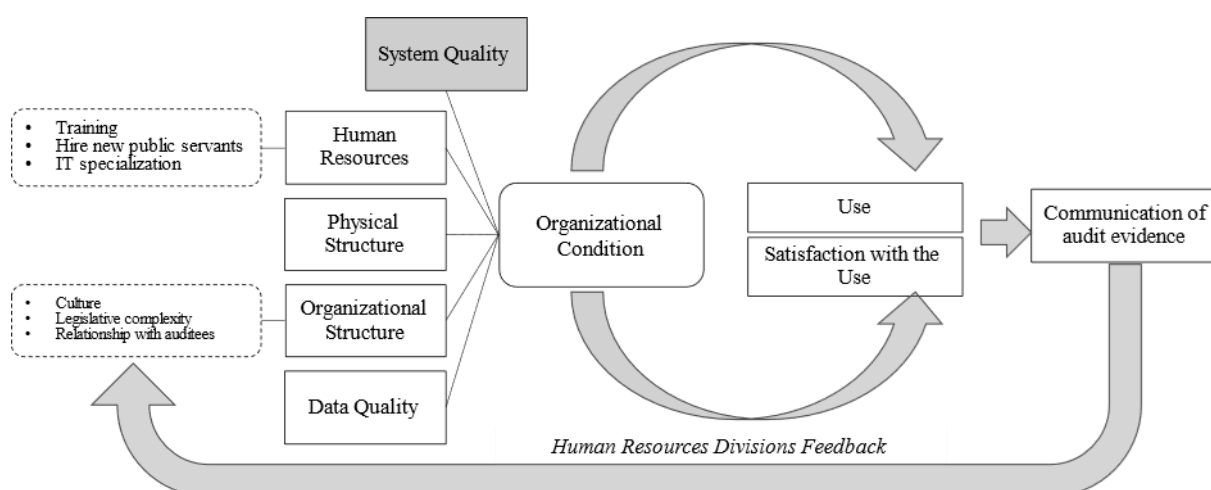 System Quality
• Training
• Hire new public servants
• IT specialization
Human
Resources
Physical
Structure
• Culture
• Legislative complexity
• Relationship with auditees
Organizational
Structure
Data Quality
Organizational
Condition
Use
Satisfaction with the
Use
Communication of
audit evidence
Human Resources Divisions Feedback